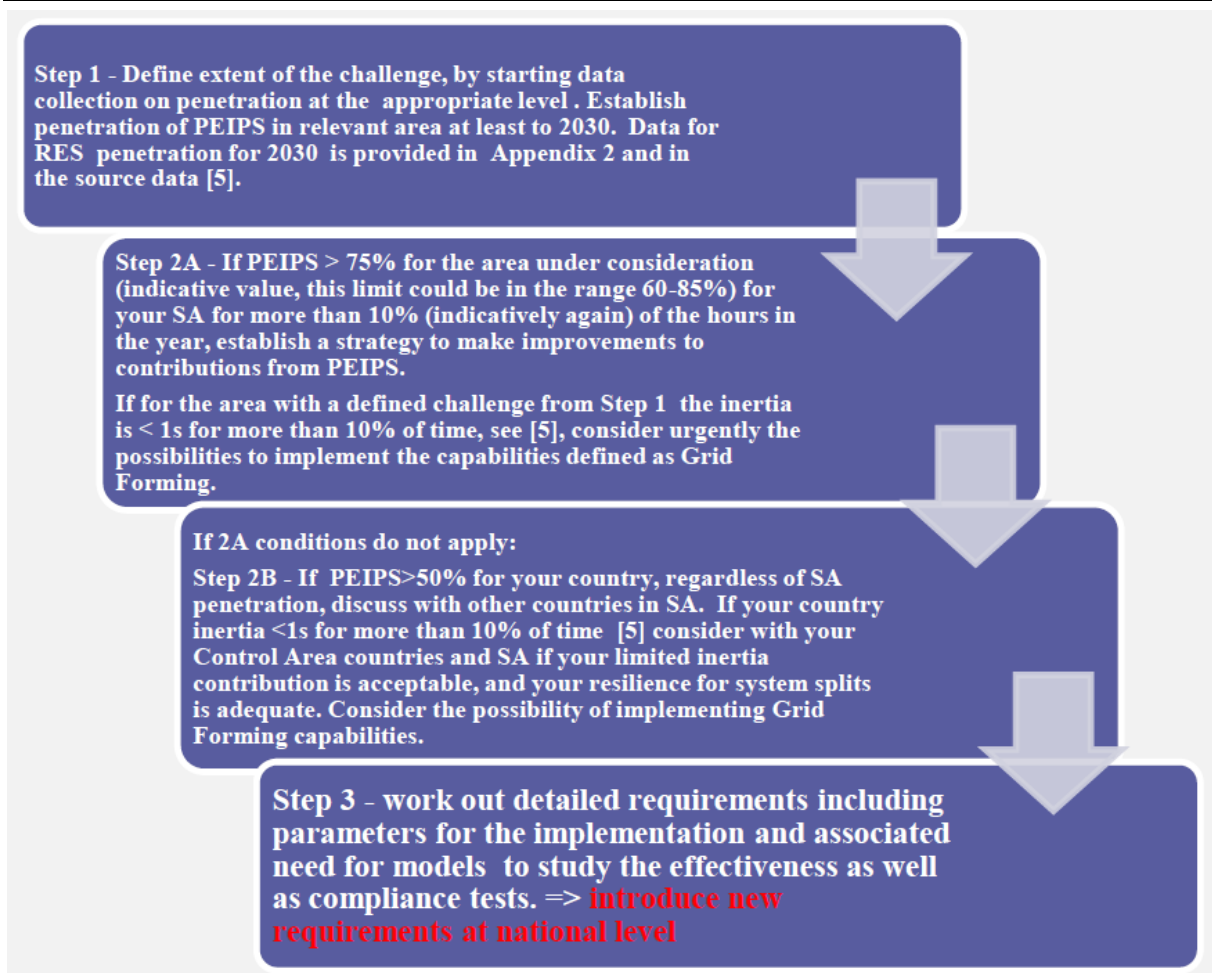 Step 1 - Define extent of the challenge, by starting data
collection on penetration at the  appropriate level . Establish
penetration of PEIPS in relevant area at least to 2030.  Data for
RES  penetration for 2030  is provided in  Appendix 2 and in
the source data [5].
Step 2A - If PEIPS > 75% for the area under consideration
(indicative value, this limit could be in the range 60-85%) for
your SA for more than 10% (indicatively again) of the hours in
the year, establish a strategy to make improvements to
contributions from PEIPS.
If for the area with a defined challenge from Step 1  the inertia
is < 1s for more than 10% of time, see [5], consider urgently the
possibilities to implement the capabilities defined as Grid
Forming.
If 2A conditions do not apply:
Step 2B - If  PEIPS>50% for your country, regardless of SA
penetration, discuss with other countries in SA.  If your country
inertia <1s for more than 10% of time  [5] consider with your
Control Area countries and SA if your limited inertia
contribution is acceptable, and your resilience for system splits
is adequate. Consider the possibility of implementing Grid
Forming capabilities.
Step 3 - work out detailed requirements including
parameters for the implementation and associated
need for models  to study the effectiveness as well
as compliance tests. => introduce new
requirements at national level